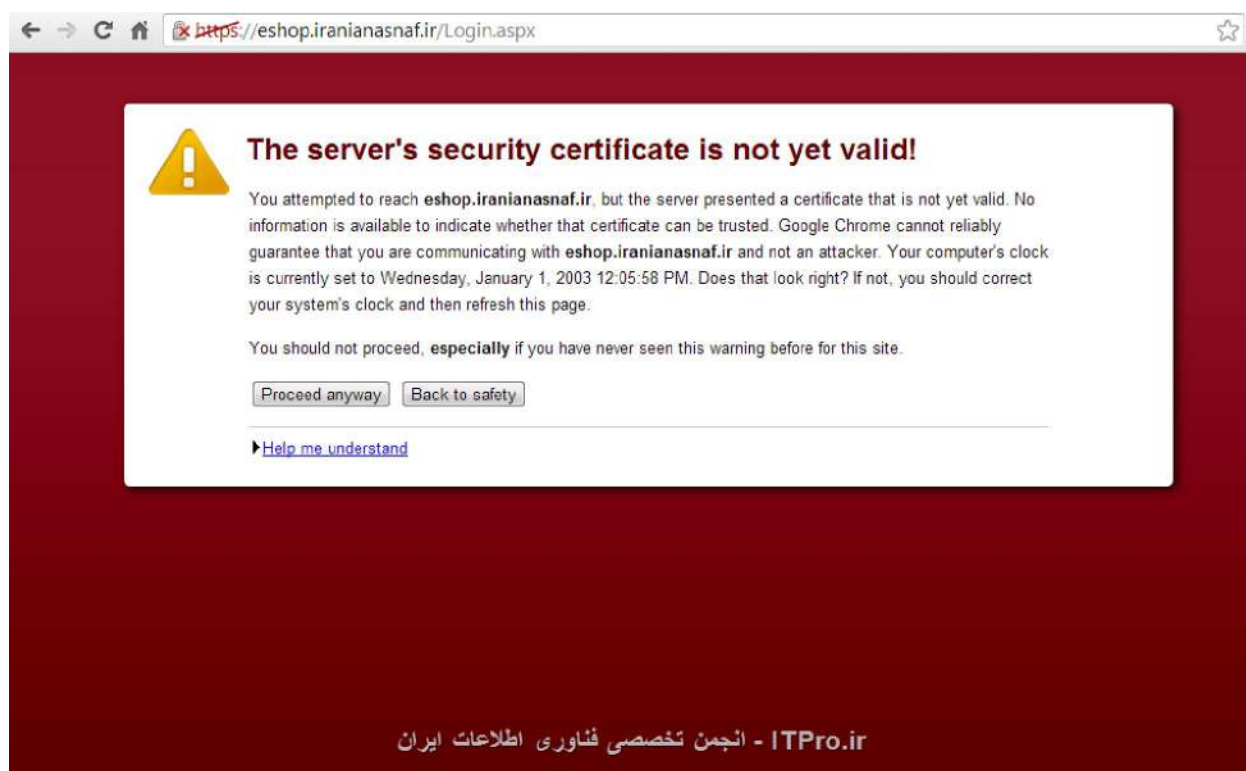 https://eshop.iranianasnaf.ir/Login.aspx
The server's security certificate is not yet valid!
You attempted to reach eshop.iranianasnaf.ir, but the server presented a certificate that is not yet valid. No
information is available to indicate whether that certificate can be trusted. Google Chrome cannot reliably
guarantee that you are communicating with eshop.iranianasnaf.ir and not an attacker. Your computer's clock
is currently set to Wednesday, January 1, 2003 12:05:58 PM. Does that look right? If not, you should correct
your system's clock and then refresh this page.
You should not proceed, especially if you have never seen this warning before for this site.
Proceed anyway Back to safety
Help me understand
ITPro.ir - انجمن تخصصی فناوری اطلاعات ایران